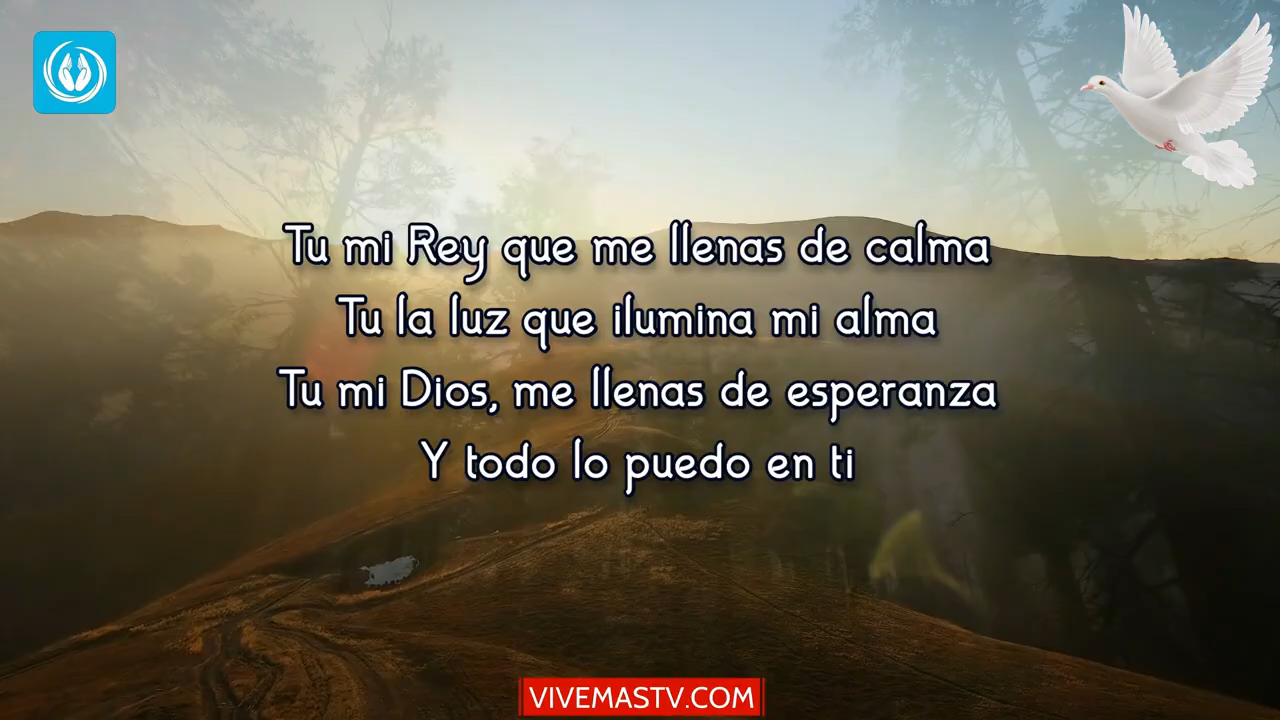 Tu mi Rey que me llenas de calma
Tu la luz que ilumina mi alma
Tu mi Dios, me llenas de esperanza
Y todo lo puedo en ti
VIVEMASTV.COM